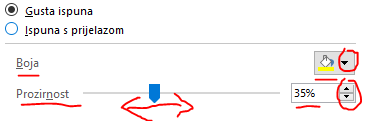 Gusta ispuna
Ispuna s prijelazom
Boja
Prozirnost 35%